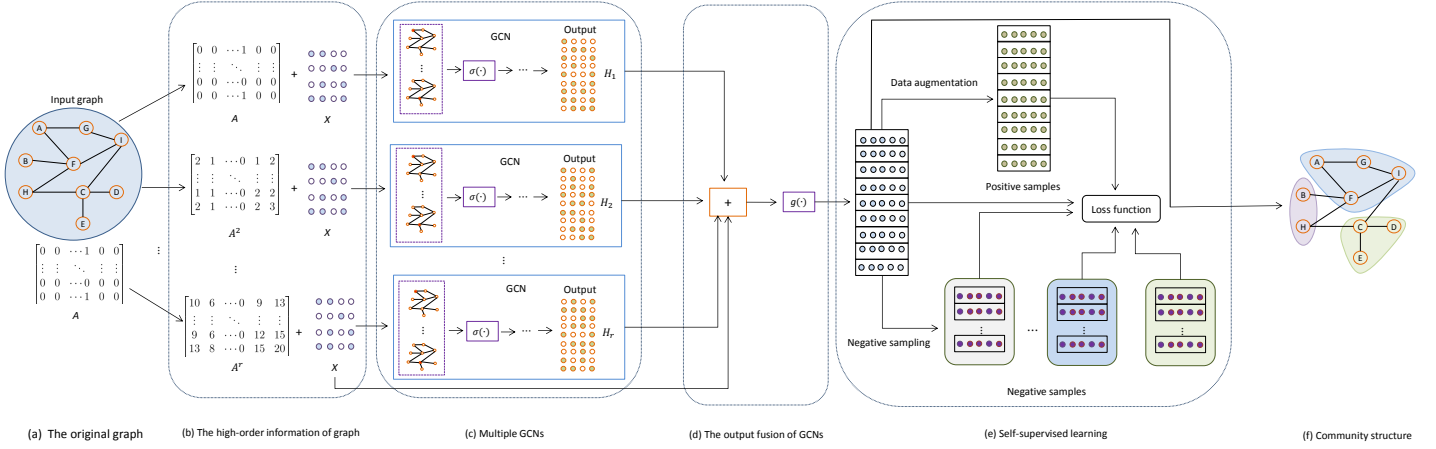 Input graph
A
G
I
B
F
H
C
D
E
0 0 ⋯ 1 0 0
⋮ ⋮ ⋱ ⋮ ⋮
0 0 ⋯ 0 0 0
0 0 ⋯ 1 0 0
A
(a) The original graph
0 0 ⋯ 1 0 0
⋮ ⋮ ⋱ ⋮ ⋮
0 0 ⋯ 0 0 0
0 0 ⋯ 1 0 0
+
A
X
2 1 ⋯ 0 1 2
⋮ ⋮ ⋱ ⋮ ⋮
1 1 ⋯ 0 2 2
2 1 ⋯ 0 2 3
+
A²
X
⋮
⋮
10 6 ⋯ 0 9 13
⋮ ⋮ ⋱ ⋮ ⋮
9 6 ⋯ 0 12 15
13 8 ⋯ 0 15 20
+
Aʳ
X
(b) The high-order information of graph
GCN
Output
⋮
σ(·)
⋯
H₁
GCN
Output
⋮
σ(·)
⋯
H₂
⋮
GCN
Output
⋮
σ(·)
⋯
Hᵣ
(c) Multiple GCNs
+
g(·)
(d) The output fusion of GCNs
Data augmentation
Positive samples
Loss function
Negative sampling
⋮
⋯
⋮
⋮
Negative samples
(e) Self-supervised learning
A
G
I
B
F
H
C
D
E
(f) Community structure